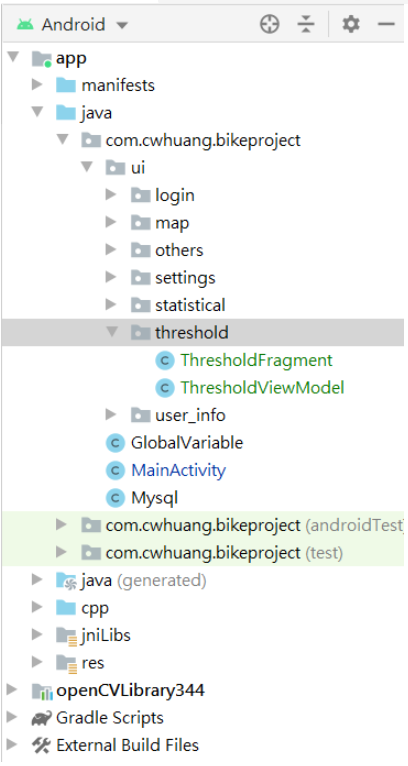 Android
app
manifests
java
com.cwhuang.bikeproject
ui
login
map
others
settings
statistical
threshold
C ThresholdFragment
C ThresholdViewModel
user_info
C GlobalVariable
C MainActivity
C Mysql
com.cwhuang.bikeproject (androidTest)
com.cwhuang.bikeproject (test)
java (generated)
cpp
jniLibs
res
openCVLibrary344
Gradle Scripts
External Build Files